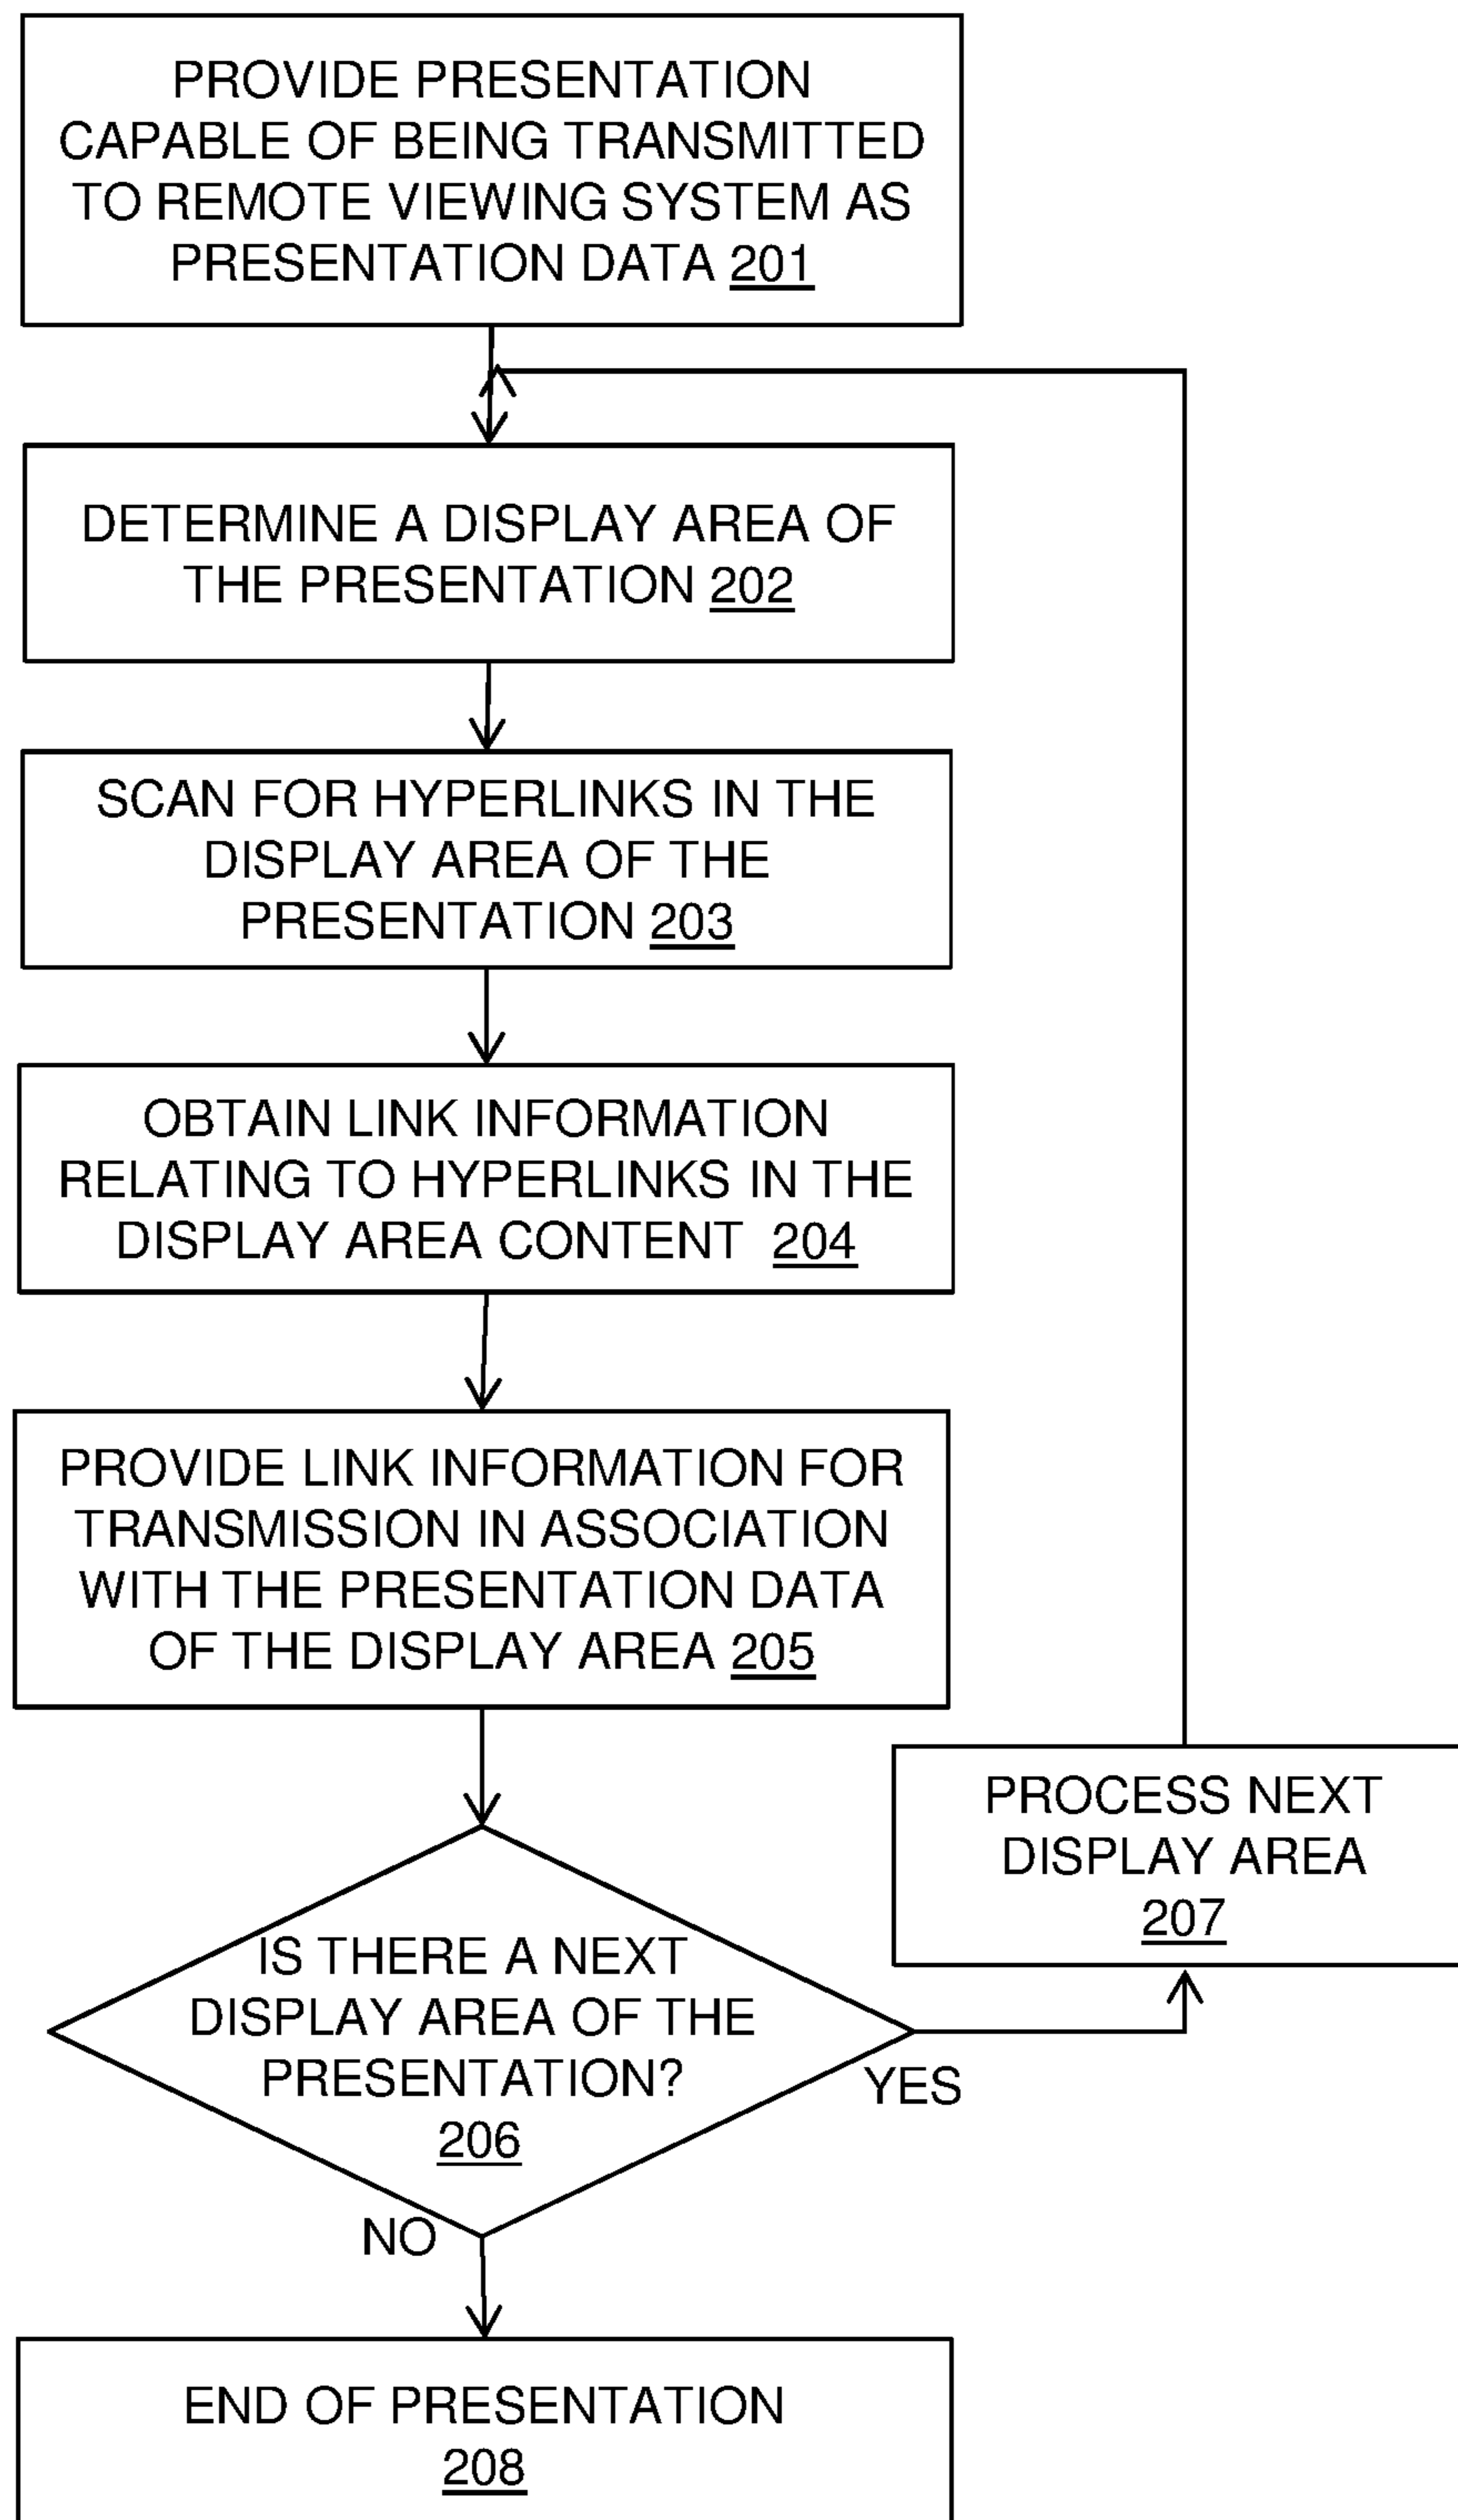 PROVIDE PRESENTATION
CAPABLE OF BEING TRANSMITTED
TO REMOTE VIEWING SYSTEM AS
PRESENTATION DATA 201
DETERMINE A DISPLAY AREA OF
THE PRESENTATION 202
SCAN FOR HYPERLINKS IN THE
DISPLAY AREA OF THE
PRESENTATION 203
OBTAIN LINK INFORMATION
RELATING TO HYPERLINKS IN THE
DISPLAY AREA CONTENT 204
PROVIDE LINK INFORMATION FOR
TRANSMISSION IN ASSOCIATION
WITH THE PRESENTATION DATA
OF THE DISPLAY AREA 205
PROCESS NEXT
DISPLAY AREA
207
IS THERE A NEXT
DISPLAY AREA OF THE
PRESENTATION?
206
YES
NO
END OF PRESENTATION
208